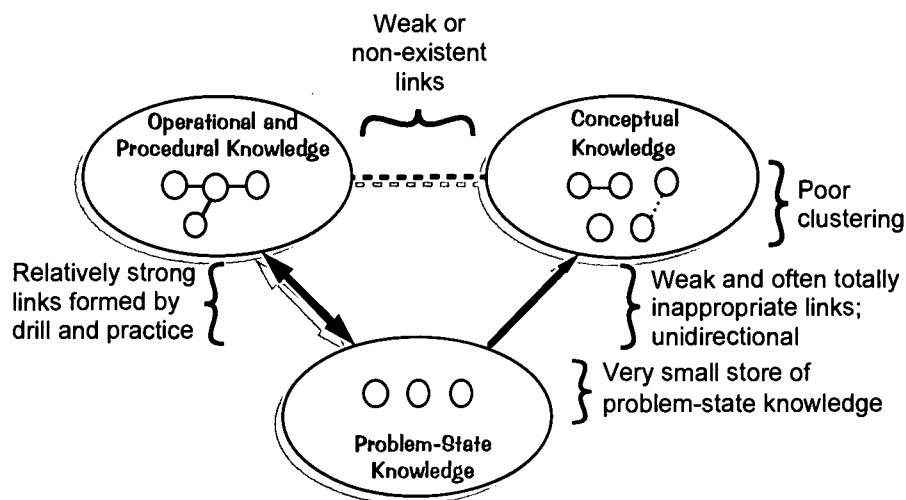 Weak or
non-existent
links
Operational and
Procedural Knowledge
Conceptual
Knowledge
Poor
clustering
Relatively strong
links formed by
drill and practice
Weak and often totally
inappropriate links;
unidirectional
Very small store of
problem-state knowledge
Problem-State
Knowledge